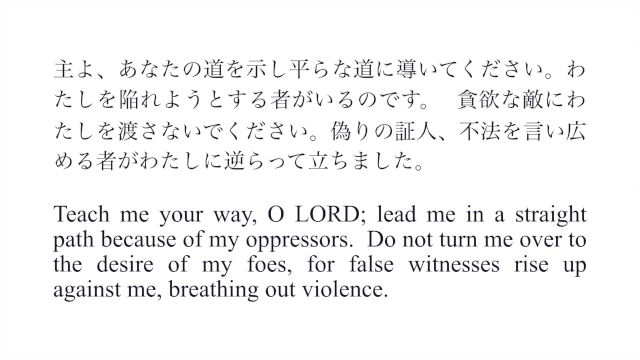 主よ、あなたの道を示し平らな道に導いてください。わ
たしを陥れようとする者がいるのです。　貪欲な敵にわ
たしを渡さないでください。偽りの証人、不法を言い広
める者がわたしに逆らって立ちました。
Teach me your way, O LORD; lead me in a straight
path because of my oppressors.  Do not turn me over to
the desire of my foes, for false witnesses rise up
against me, breathing out violence.